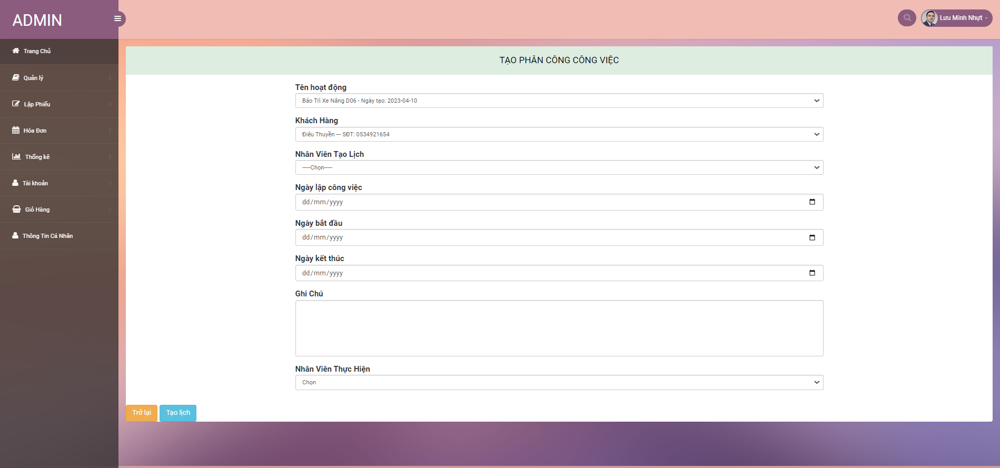 ADMIN
Lưu Minh Nhựt
Trang Chủ
Quản lý
Lập Phiếu
Hóa Đơn
Thống kê
Tài khoản
Giỏ Hàng
Thông Tin Cá Nhân
TẠO PHÂN CÔNG CÔNG VIỆC
Tên hoạt động
Bảo Trì Xe Nâng D06 - Ngày tạo: 2023-04-10
Khách Hàng
Điêu Thuyền --- SĐT: 0534921654
Nhân Viên Tạo Lịch
-----Chọn-----
Ngày lập công việc
dd/mm/yyyy
Ngày bắt đầu
dd/mm/yyyy
Ngày kết thúc
dd/mm/yyyy
Ghi Chú
Nhân Viên Thực Hiện
Chọn
Trở lại
Tạo lịch